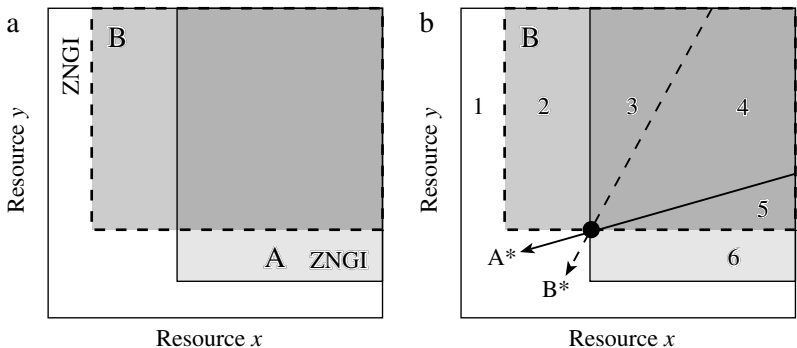 a
B
ZNGI
A
ZNGI
Resource y
Resource x
b
B
1
2
3
4
5
6
A*
B*
Resource y
Resource x